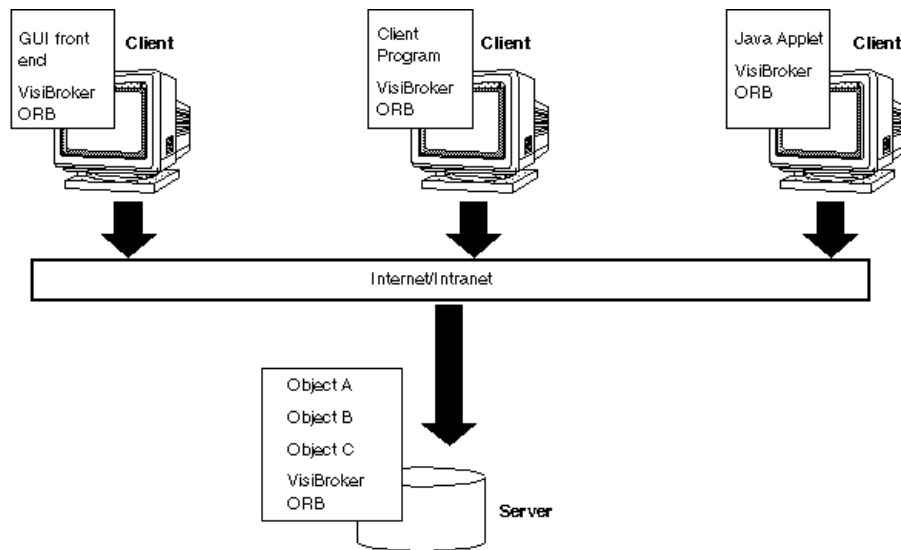 GUI front
end
VisiBroker
ORB
Client
Client
Program
VisiBroker
ORB
Client
Java Applet
VisiBroker
ORB
Client
Internet/Intranet
Object A
Object B
Object C
VisiBroker
ORB
Server